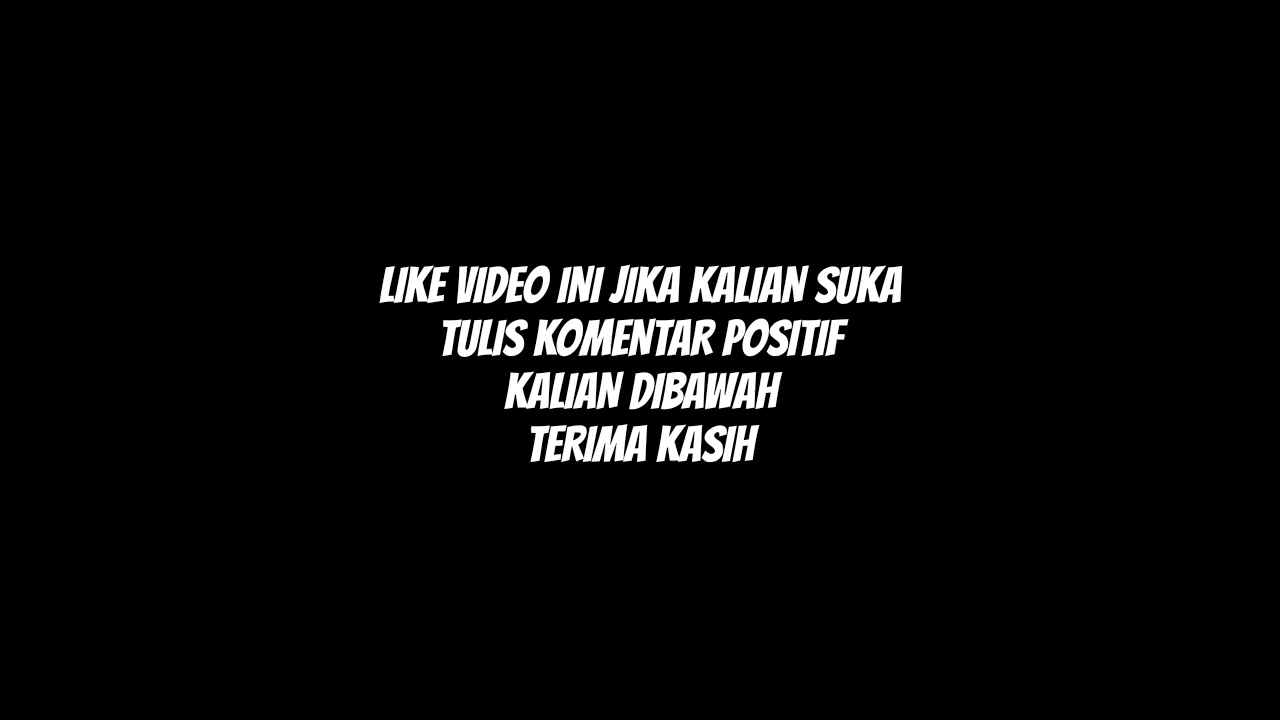 LIKE VIDEO INI JIKA KALIAN SUKA
TULIS KOMENTAR POSITIF
KALIAN DIBAWAH
TERIMA KASIH